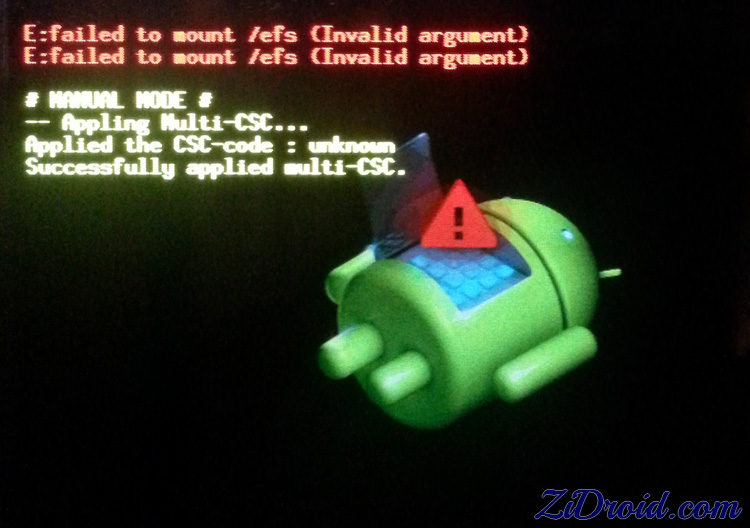 E:failed to mount /efs (Invalid argument)
E:failed to mount /efs (Invalid argument)
# MANUAL MODE #
-- Appling Multi-CSC...
Applied the CSC-code : unknown
Successfully applied multi-CSC.
!
ZiDroid.com